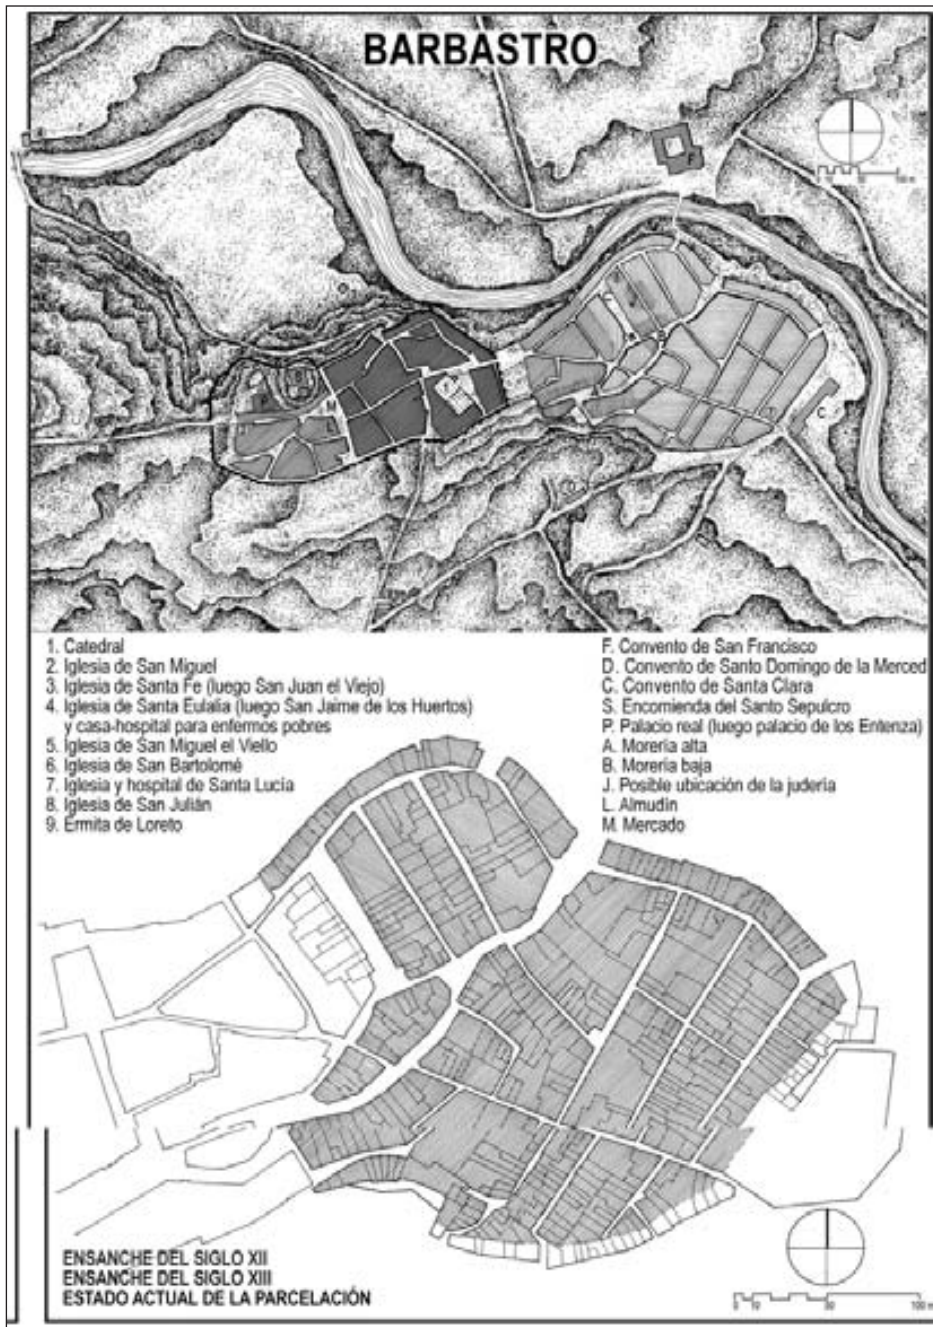 BARBASTRO
F
C
M
1. Catedral
2. Iglesia de San Miguel
3. Iglesia de Santa Fe (luego San Juan el Viejo)
4. Iglesia de Santa Eulalia (luego San Jaime de los Huertos)
y casa-hospital para enfermos pobres
5. Iglesia de San Miguel el Viello
6. Iglesia de San Bartolomé
7. Iglesia y hospital de Santa Lucía
8. Iglesia de San Julián
9. Ermita de Loreto
F. Convento de San Francisco
D. Convento de Santo Domingo de la Merced
C. Convento de Santa Clara
S. Encomienda del Santo Sepulcro
P. Palacio real (luego palacio de los Entenza)
A. Morería alta
B. Morería baja
J. Posible ubicación de la judería
L. Almudín
M. Mercado
ENSANCHE DEL SIGLO XII
ENSANCHE DEL SIGLO XIII
ESTADO ACTUAL DE LA PARCELACIÓN
0 10 50 100 m